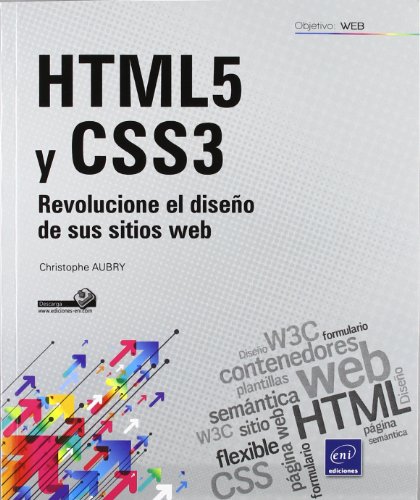 Objetivo: WEB
HTML5
y CSS3
Revolucione el diseño
de sus sitios web
Christophe AUBRY
Descarga
www.ediciones-eni.com
W3C
formulario
Diseño
contenedores
plantillas
web
Diseño
semántica
HTML
W3C
sitio
web
página
semántica
flexible
página web
formulario
CSS
eni
ediciones